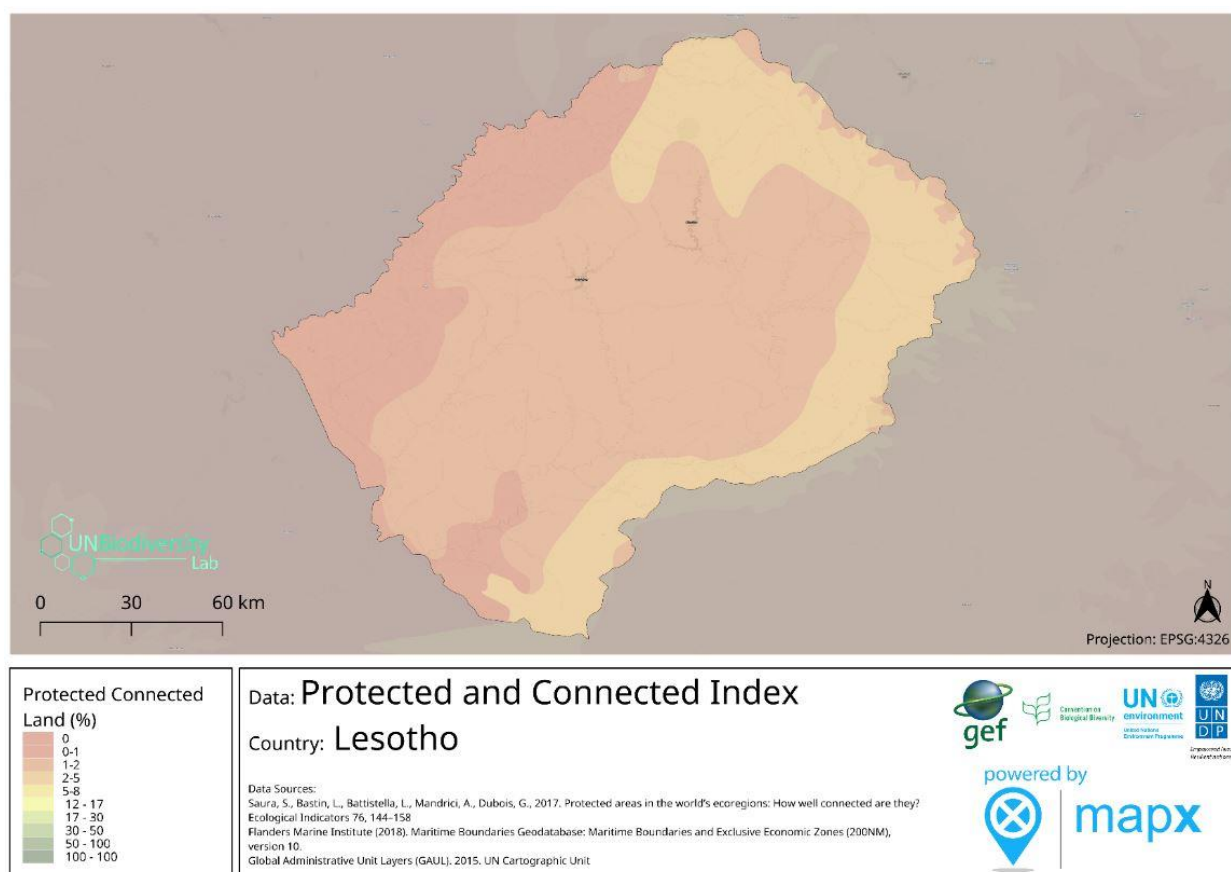 UNBiodiversity
Lab
0 30 60 km
N
Projection: EPSG:4326
Protected Connected
Land (%)
0
0-1
1-2
2-5
5-8
12 - 17
17 - 30
30 - 50
50 - 100
100 - 100
Data: Protected and Connected Index
Country: Lesotho
Data Sources:
Saura, S., Bastin, L., Battistella, L., Mandrici, A., Dubois, G., 2017. Protected areas in the world's ecoregions: How well connected are they?
Ecological Indicators 76, 144–158
Flanders Marine Institute (2018). Maritime Boundaries Geodatabase: Maritime Boundaries and Exclusive Economic Zones (200NM),
version 10.
Global Administrative Unit Layers (GAUL). 2015. UN Cartographic Unit
gef
Convention on
Biological Diversity
UN
environment
United Nations
Environment Programme
U N
D P
powered by
mapx